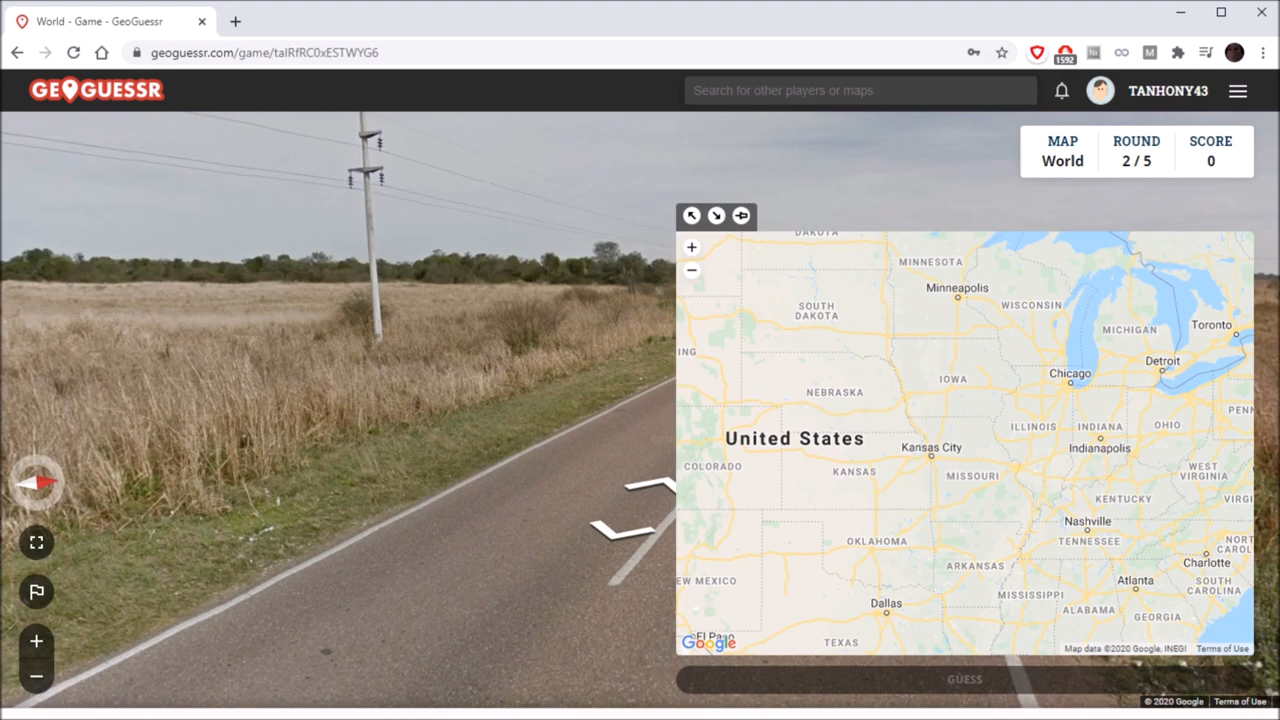 World - Game - GeoGuessr
geoguessr.com/game/taIRfRC0xESTWYG6
1592
M
GEOGUESSR
Search for other players or maps
TANHONY43
MAP ROUND SCORE
World 2 / 5 0
DAKOTA
MINNESOTA
Minneapolis
SOUTH
DAKOTA
WISCONSIN
MICHIGAN
Toronto
ING
Detroit
Chicago
IOWA
NEBRASKA
PENN
ILLINOIS
INDIANA
OHIO
United States
Kansas City
Indianapolis
COLORADO
KANSAS
MISSOURI
WEST
VIRGINIA
KENTUCKY
VIRGI
Nashville
TENNESSEE
OKLAHOMA
NORT
CAROL
Charlotte
ARKANSAS
EW MEXICO
Atlanta
SOUTH
CAROLINA
MISSISSIPPI
Dallas
ALABAMA
GEORGIA
El Paso
TEXAS
Google
Map data ©2020 Google, INEGI Terms of Use
GUESS
© 2020 Google Terms of Use